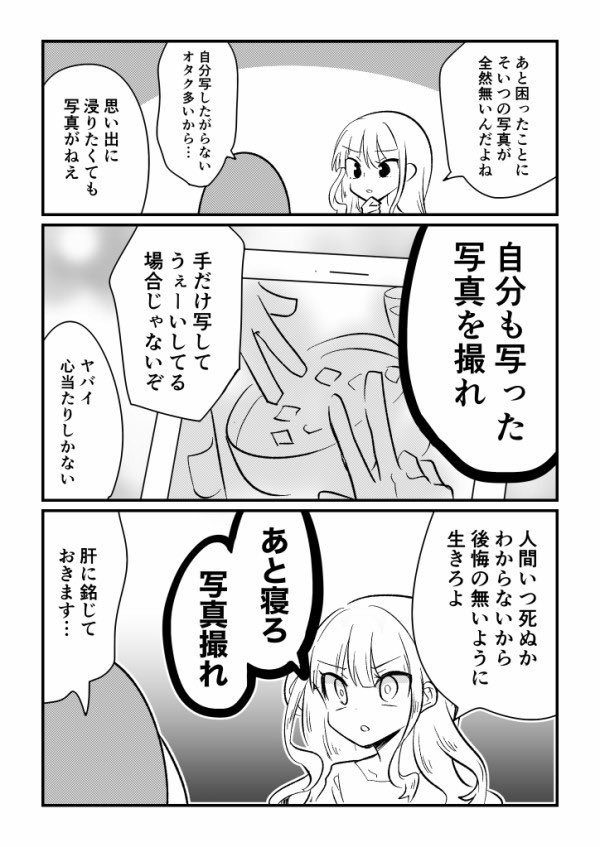 あと困ったことに
そいつの写真が
全然無いんだよね
自分写したがらない
オタク多いから…
思い出に
浸りたくても
写真がねえ
自分も写った
写真を撮れ
手だけ写して
うぇーいしてる
場合じゃないぞ
ヤバイ
心当たりしかない
人間いつ死ぬか
わからないから
後悔の無いように
生きろよ
あと寝ろ
写真撮れ
肝に銘じて
おきます…